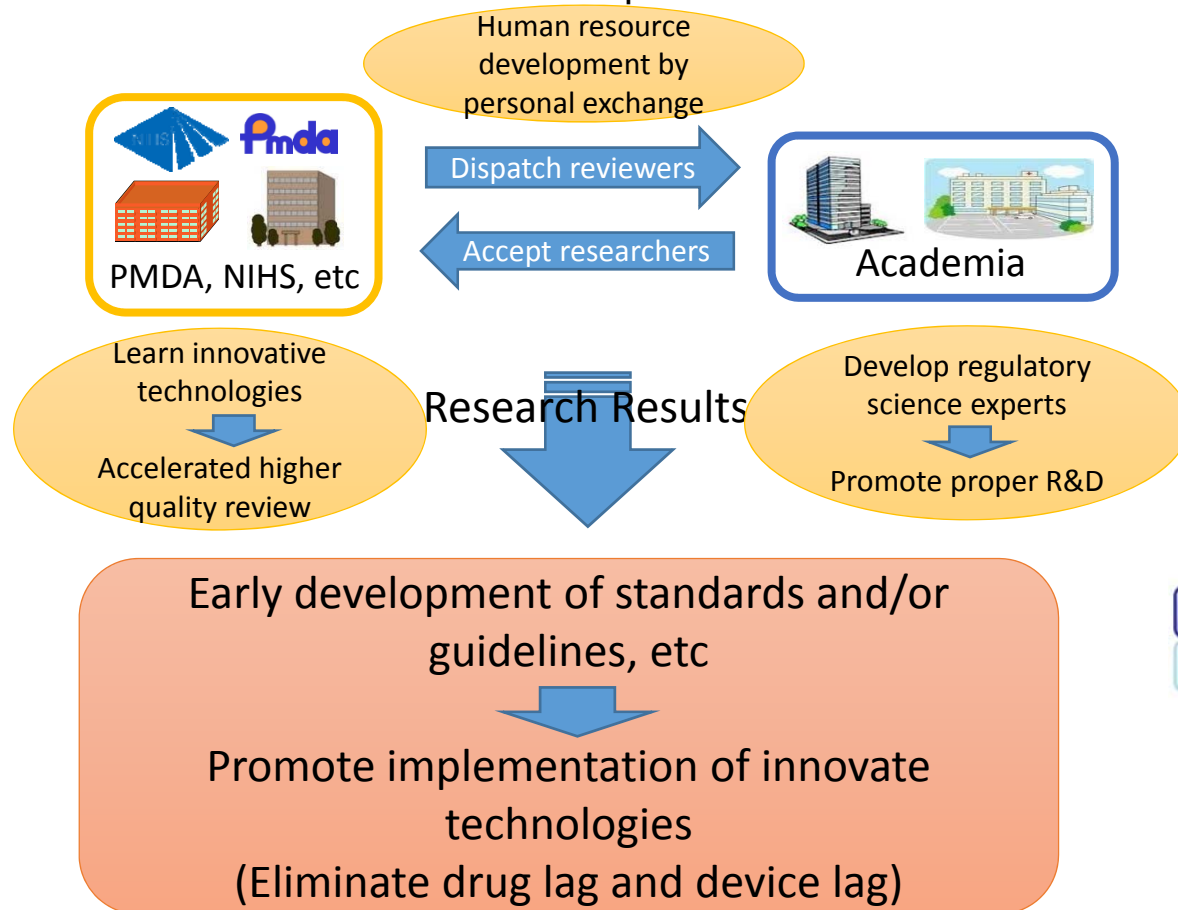 Human resource
development by
personal exchange
NIHS
Pmda
Dispatch reviewers
Accept researchers
PMDA, NIHS, etc
Academia
Learn innovative
technologies
Accelerated higher
quality review
Research Results
Develop regulatory
science experts
Promote proper R&D
Early development of standards and/or
guidelines, etc
Promote implementation of innovate
technologies
(Eliminate drug lag and device lag)